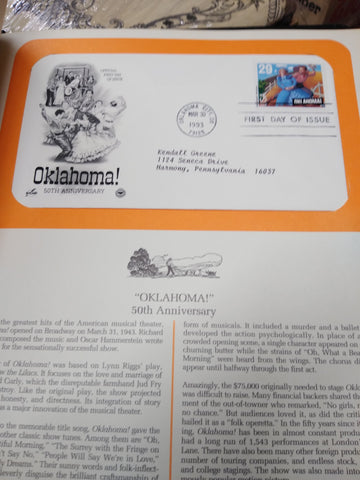 OFFICIAL
FIRST DAY
OF ISSUE
Oklahoma!
50TH ANNIVERSARY
OKLAHOMA CITY, OK
MAR 30
1993
73125
29
OKLAHOMA!
FIRST DAY OF ISSUE
Kendall Greene
1124 Seneca Drive
Harmony, Pennsylvania 16037
"OKLAHOMA!"
50th Anniversary
the greatest hits of the American musical theater.
opened on Broadway on March 31, 1943. Richard
composed the music and Oscar Hammerstein wrote
for the sensationally successful show.
of Oklahoma! was based on Lynn Riggs' play,
the Lilacs. It focuses on the love and marriage of
Curly, which the disreputable farmhand Jud Fry
Like the original play, the show projected
honesty, and directness. Its integration of story
as a major innovation of the musical theater.
to the memorable title song, Oklahoma! gave the
other classic show tunes. Among them are "Oh,
Morning," "The Surrey with the Fringe on
Say No," "People Will Say We're in Love,"
Dreams." Their sunny words and folk-inflect-
disguise the brilliant craftsmanship of
form of musicals. It included a murder and a ballet
developed the action psychologically. In place of a
crowded opening scene, a single character appeared on
churning butter while the strains of "Oh, What a Bea
Morning" were heard from the wings. The chorus di
appear until halfway through the first act.
Amazingly, the $75,000 originally needed to stage Okla
was difficult to raise. Many financial backers shared the
ment of the out-of-towners who remarked, "No girls
no chance." But audiences loved it, as did the critics
hailed it as a "folk operetta." In the fifty years since it
ing, Oklahoma! has been in almost constant produc
had a long run of 1,543 performances at London's
Lane. There have also been many other foreign produ
number of touring companies, and endless stock,
and college stagings. The show was also made into